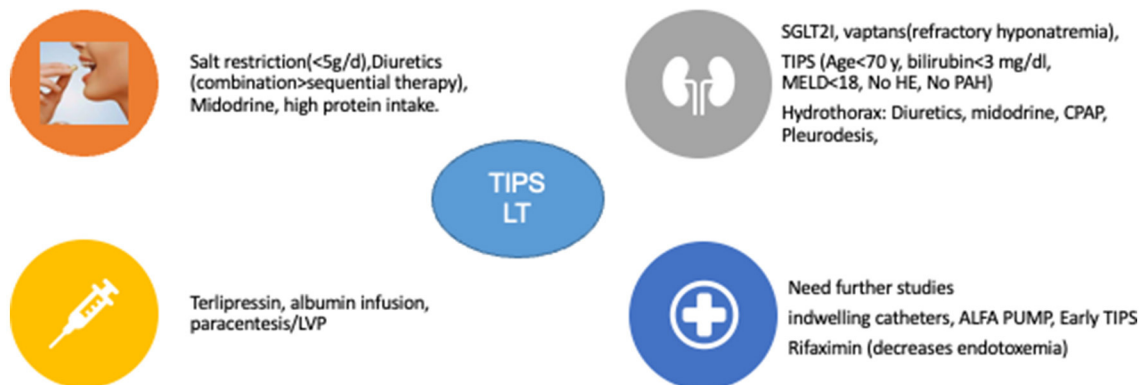 Salt restriction(<5g/d),Diuretics
(combination>sequential therapy),
Midodrine, high protein intake.
SGLT2I, vaptans(refractory hyponatremia),
TIPS (Age<70 y, bilirubin<3 mg/dl,
MELD<18, No HE, No PAH)
Hydrothorax: Diuretics, midodrine, CPAP,
Pleurodesis,
TIPS
LT
Terlipressin, albumin infusion,
paracentesis/LVP
Need further studies
indwelling catheters, ALFA PUMP, Early TIPS
Rifaximin (decreases endotoxemia)